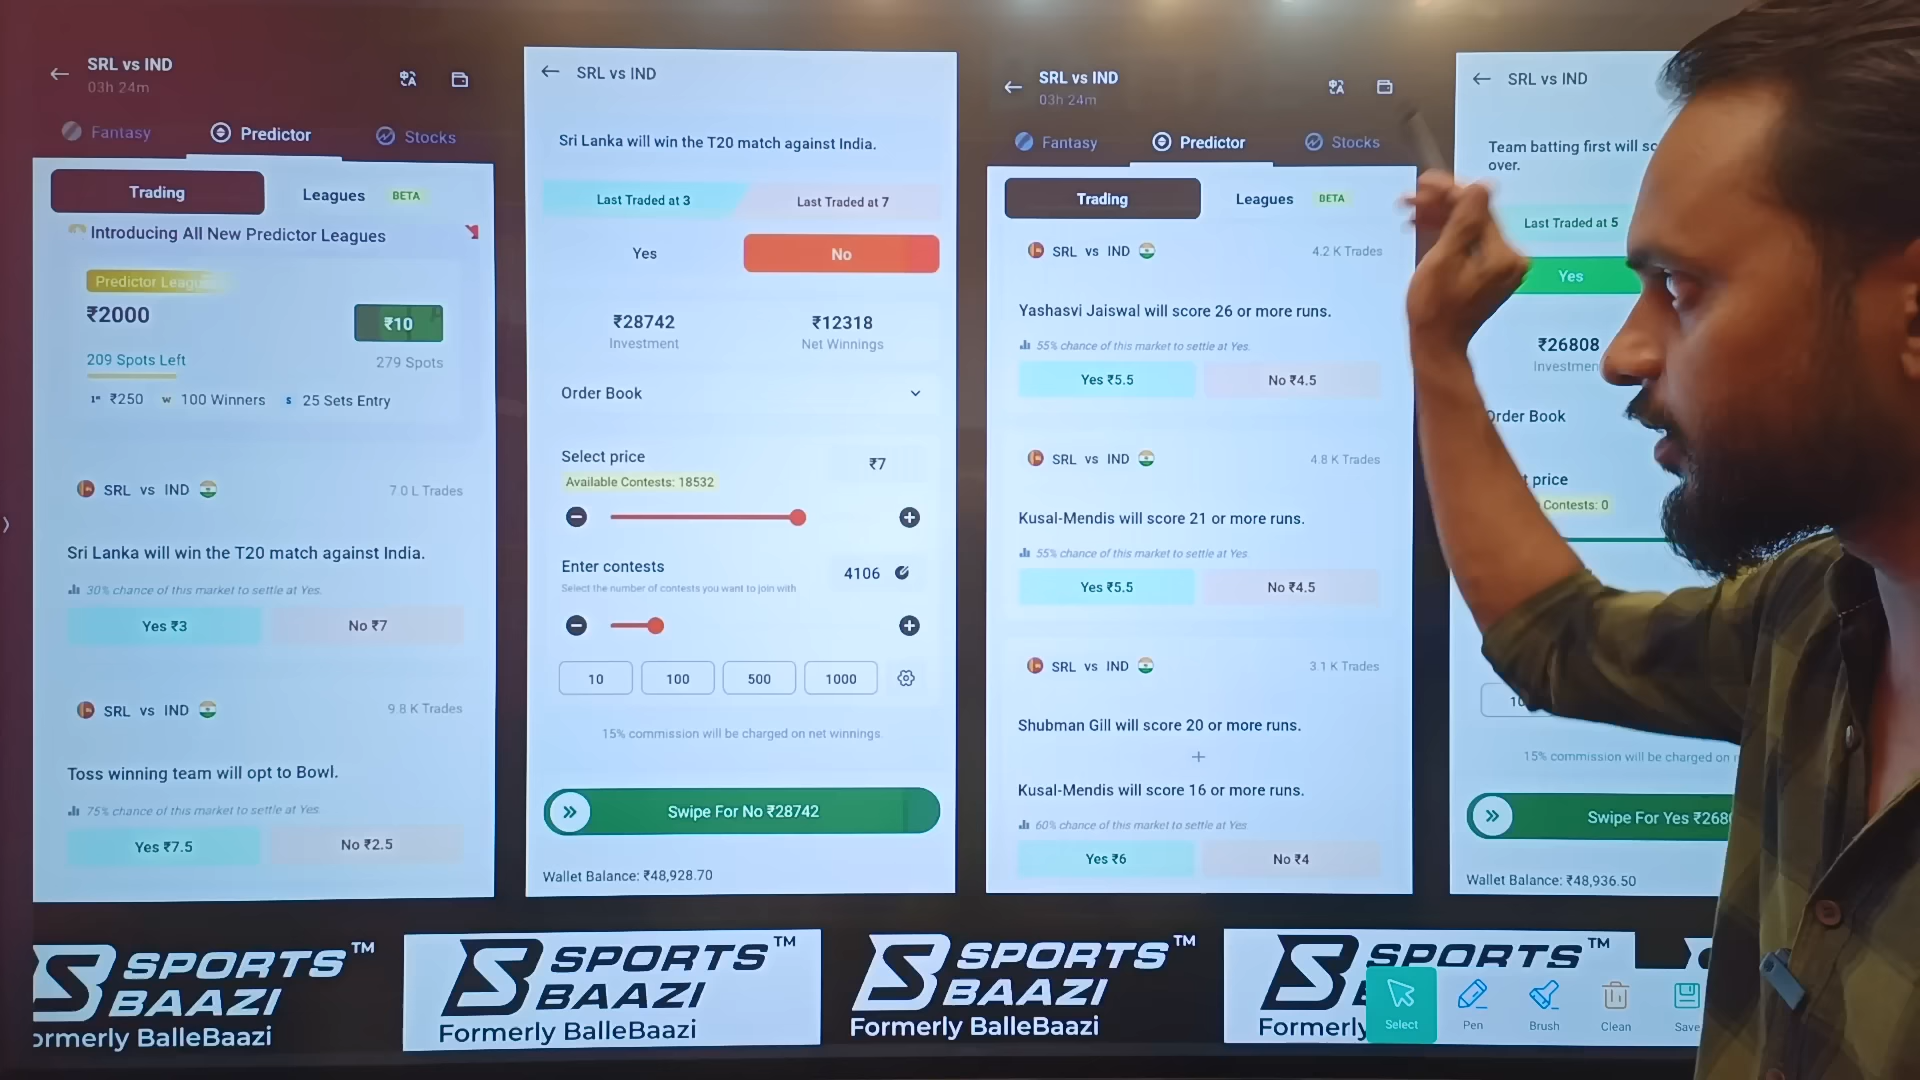 SRL vs IND
03h 24m
Fantasy
Predictor
Stocks
Trading
Leagues
BETA
Introducing All New Predictor Leagues
₹2000
₹10
209 Spots Left
279 Spots
1st ₹250 W 100 Winners S 25 Sets Entry
SRL vs IND
7.0 L Trades
Sri Lanka will win the T20 match against India.
30% chance of this market to settle at Yes.
Yes ₹3
No ₹7
SRL vs IND
9.8 K Trades
Toss winning team will opt to Bowl.
75% chance of this market to settle at Yes
Yes ₹7.5
No ₹2.5
SRL vs IND
Sri Lanka will win the T20 match against India.
Last Traded at 3
Last Traded at 7
Yes
No
₹28742
Investment
₹12318
Net Winnings
Order Book
Select price
Available Contests: 18532
₹7
Enter contests
Select the number of contests you want to join with
4106
10
100
500
1000
15% commission will be charged on net winnings.
Swipe For No ₹28742
Wallet Balance: ₹48,928.70
SRL vs IND
03h 24m
Fantasy
Predictor
Stocks
Trading
Leagues
BETA
SRL vs IND
4.2 K Trades
Yashasvi Jaiswal will score 26 or more runs.
55% chance of this market to settle at Yes.
Yes ₹5.5
No ₹4.5
SRL vs IND
4.8 K Trades
Kusal-Mendis will score 21 or more runs.
55% chance of this market to settle at Yes
Yes ₹5.5
No ₹4.5
SRL vs IND
3.1 K Trades
Shubman Gill will score 20 or more runs.
+
Kusal-Mendis will score 16 or more runs.
60% chance of this market to settle at Yes
Yes ₹6
No ₹4
SRL vs IND
Team batting first will
over.
Last Traded at 5
Yes
₹26808
Order Book
price
Contests: 0
15% commission will be charged on
Swipe For Yes
Wallet Balance: ₹48,936.50
SPORTS™
BAAZI
BalleBaazi
SPORTS™
BAAZI
Formerly BalleBaazi
SPORTS™
BAAZI
Formerly BalleBaazi
SPORTS™
Select
Pen
Brush
Clean
Save